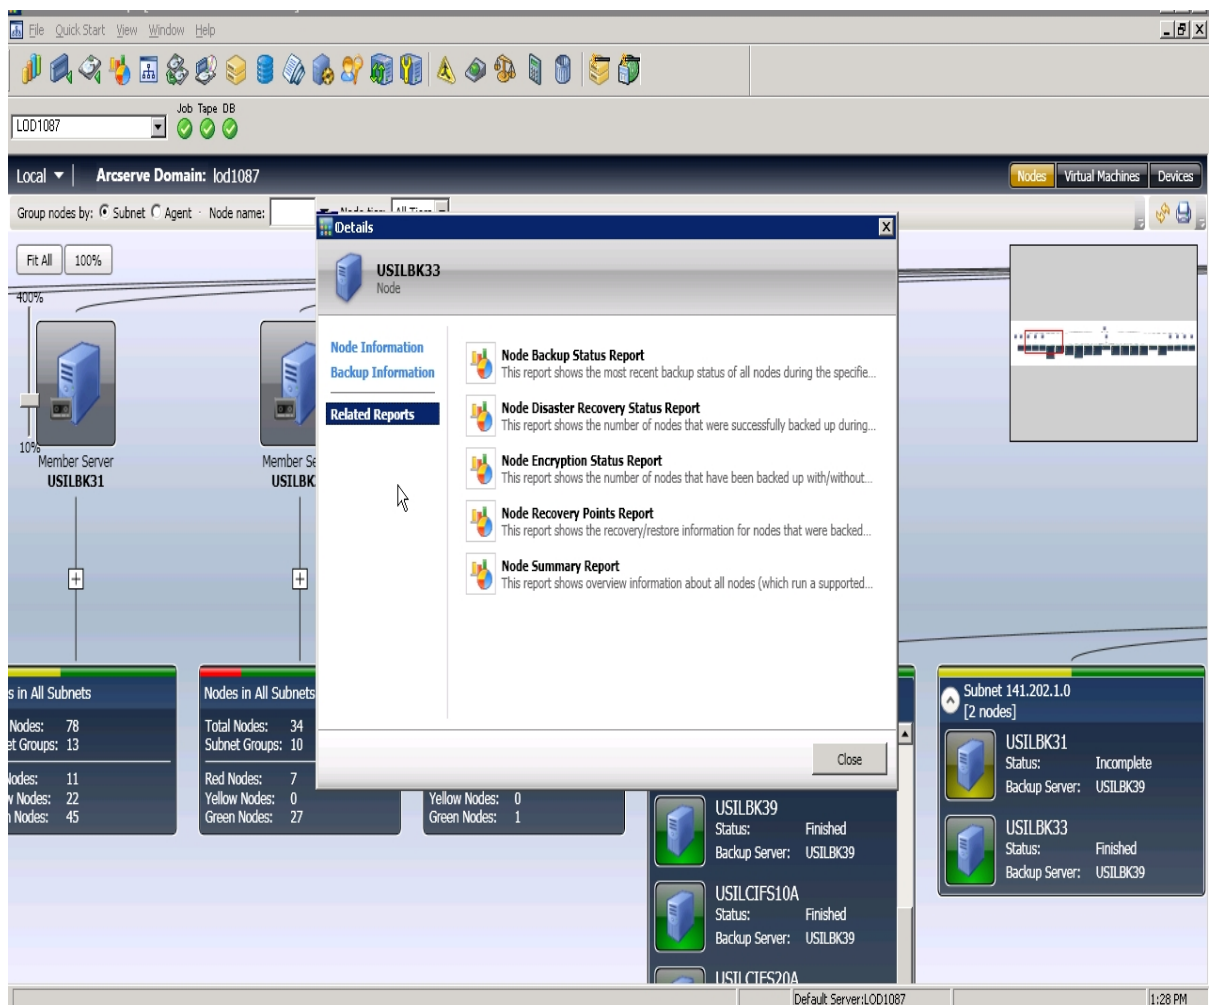 File Quick Start View Window Help
Job Tape DB
LOD1087
Local Arcserve Domain: lod1087
Nodes Virtual Machines Devices
Group nodes by: Subnet Agent Node name:
Fit All 100%
400%
10%
Member Server
USILBK31
Member Se
USILBK
Details
USILBK33
Node
Node Information
Backup Information
Related Reports
Node Backup Status Report
This report shows the most recent backup status of all nodes during the specifie...
Node Disaster Recovery Status Report
This report shows the number of nodes that were successfully backed up during...
Node Encryption Status Report
This report shows the number of nodes that have been backed up with/without...
Node Recovery Points Report
This report shows the recovery/restore information for nodes that were backed...
Node Summary Report
This report shows overview information about all nodes (which run a supported...
Close
s in All Subnets
Nodes: 78
et Groups: 13
Nodes: 11
w Nodes: 22
n Nodes: 45
Nodes in All Subnets
Total Nodes: 34
Subnet Groups: 10
Red Nodes: 7
Yellow Nodes: 0
Green Nodes: 27
Yellow Nodes: 0
Green Nodes: 1
USILBK39
Status: Finished
Backup Server: USILBK39
USILCIFS10A
Status: Finished
Backup Server: USILBK39
USILCIFS20A
Subnet 141.202.1.0
[2 nodes]
USILBK31
Status: Incomplete
Backup Server: USILBK39
USILBK33
Status: Finished
Backup Server: USILBK39
Default Server:LOD1087
1:28 PM